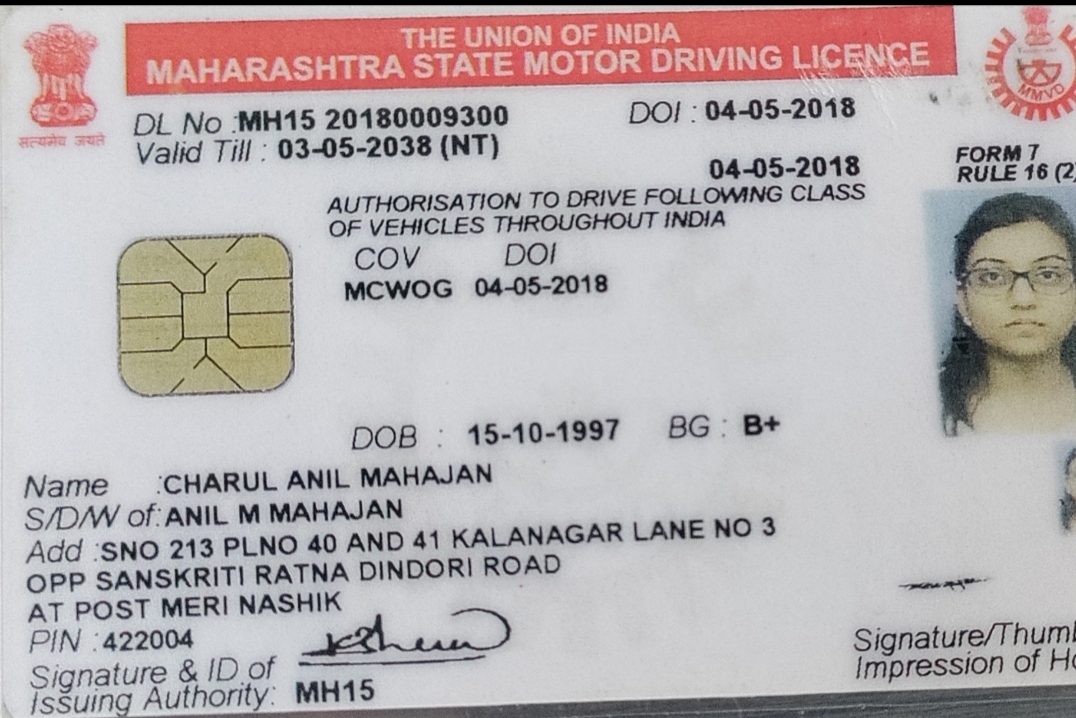 THE UNION OF INDIA
MAHARASHTRA STATE MOTOR DRIVING LICENCE
सत्यमेव जयते
MMVD
DL No :MH15 20180009300 DOI : 04-05-2018
Valid Till : 03-05-2038 (NT)
04-05-2018
FORM 7
RULE 16 (2)
AUTHORISATION TO DRIVE FOLLOWING CLASS
OF VEHICLES THROUGHOUT INDIA
COV DOI
MCWOG 04-05-2018
DOB : 15-10-1997 BG : B+
Name :CHARUL ANIL MAHAJAN
S/D/W of:ANIL M MAHAJAN
Add :SNO 213 PLNO 40 AND 41 KALANAGAR LANE NO 3
OPP SANSKRITI RATNA DINDORI ROAD
AT POST MERI NASHIK
PIN :422004
Signature & ID of
Issuing Authority: MH15
Signature/Thumb
Impression of Ho